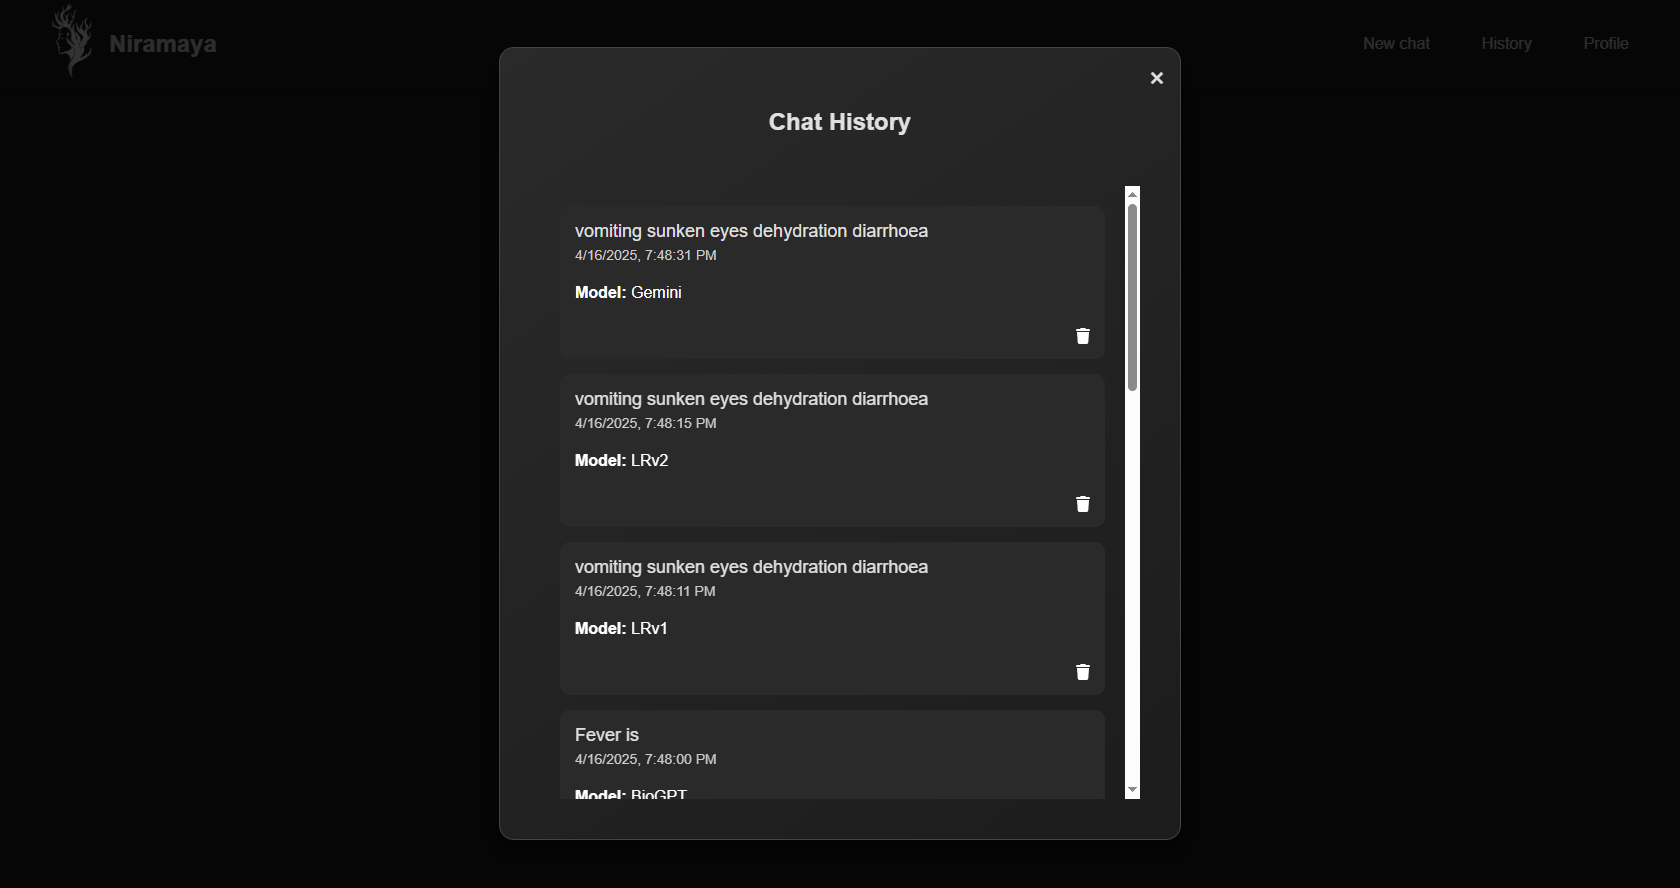 Niramaya
New chat
History
Profile
×
Chat History
vomiting sunken eyes dehydration diarrhoea
4/16/2025, 7:48:31 PM
Model: Gemini
vomiting sunken eyes dehydration diarrhoea
4/16/2025, 7:48:15 PM
Model: LRv2
vomiting sunken eyes dehydration diarrhoea
4/16/2025, 7:48:11 PM
Model: LRv1
Fever is
4/16/2025, 7:48:00 PM
Model: BioGPT